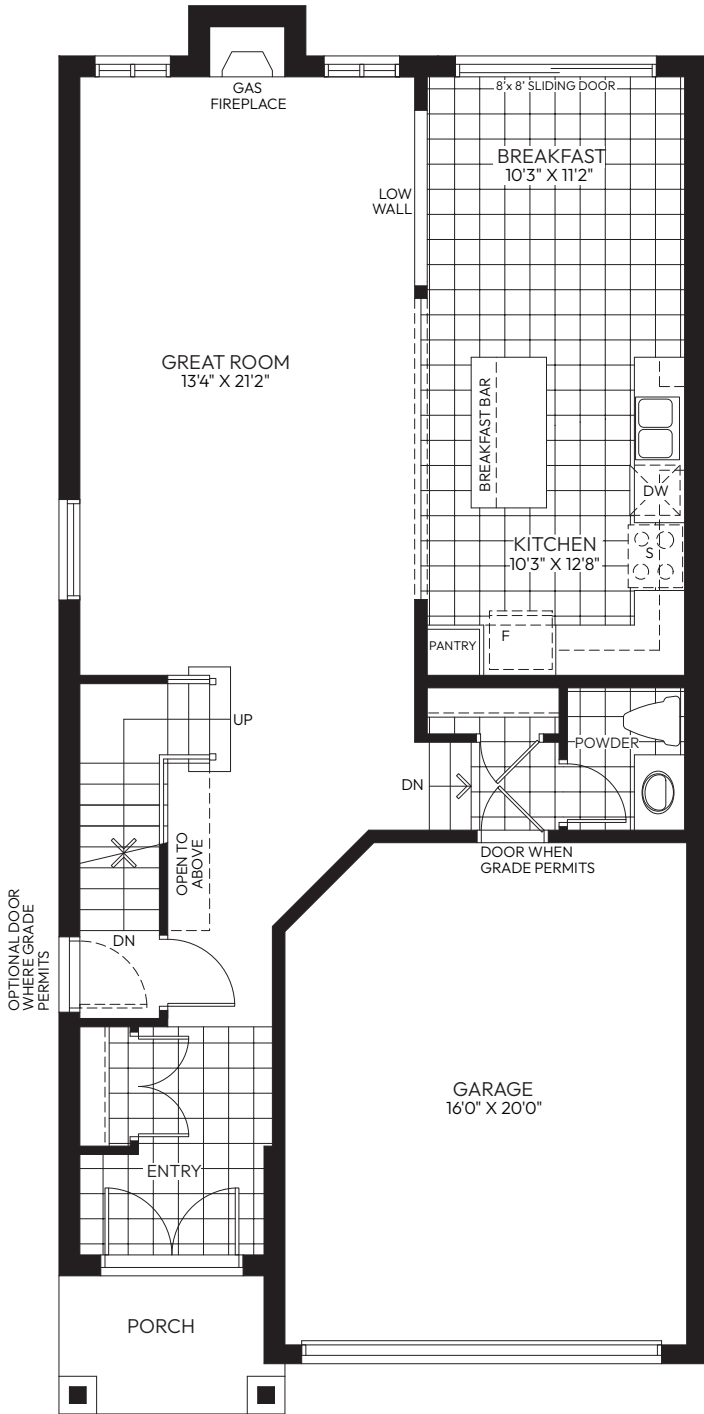 GAS
FIREPLACE
8'x 8' SLIDING DOOR
BREAKFAST
10'3" X 11'2"
LOW
WALL
GREAT ROOM
13'4" X 21'2"
BREAKFAST BAR
DW
KITCHEN
10'3" X 12'8"
S
PANTRY
F
UP
POWDER
DN
OPEN TO
ABOVE
DOOR WHEN
GRADE PERMITS
OPTIONAL DOOR
WHERE GRADE
PERMITS
DN
GARAGE
16'0" X 20'0"
ENTRY
PORCH